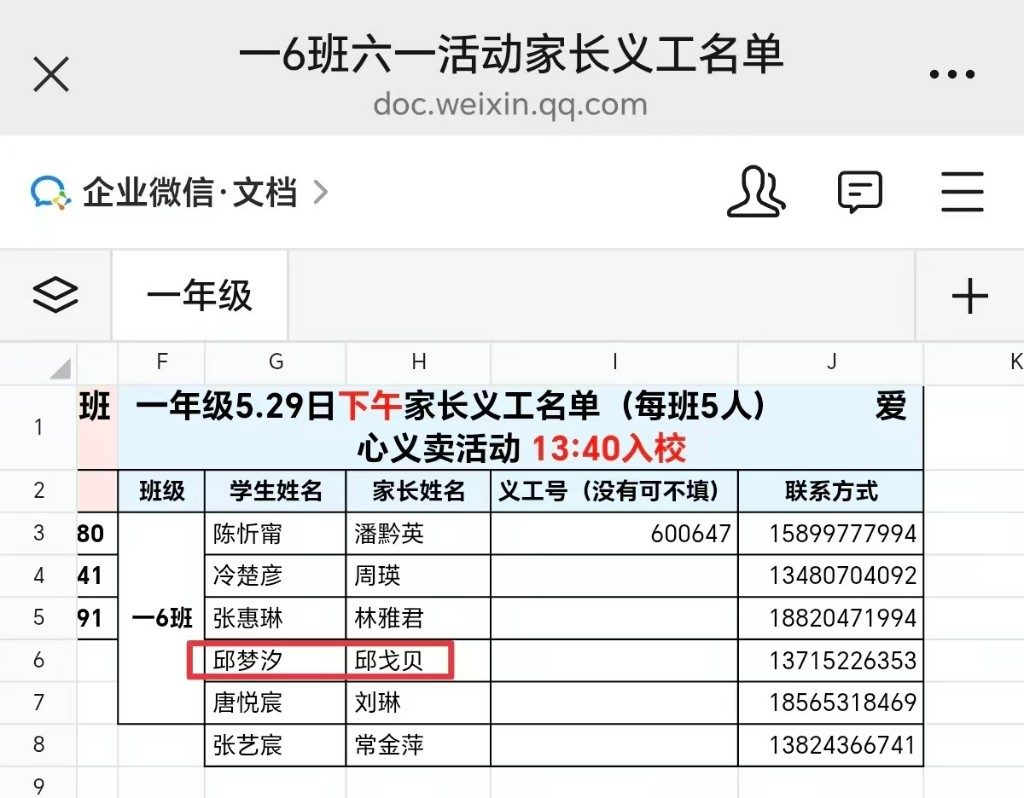 一6班六一活动家长义工名单
doc.weixin.qq.com
企业微信·文档
一年级
F G H I J K
1 班 一年级5.29日下午家长义工名单（每班5人） 爱
心义卖活动 13:40入校
2 班级 学生姓名 家长姓名 义工号（没有可不填） 联系方式
3 80 陈忻甯 潘黔英 600647 15899777994
4 41 冷楚彦 周瑛 13480704092
5 91 一6班 张惠琳 林雅君 18820471994
6 邱梦汐 邱戈贝 13715226353
7 唐悦宸 刘琳 18565318469
8 张艺宸 常金萍 13824366741
9